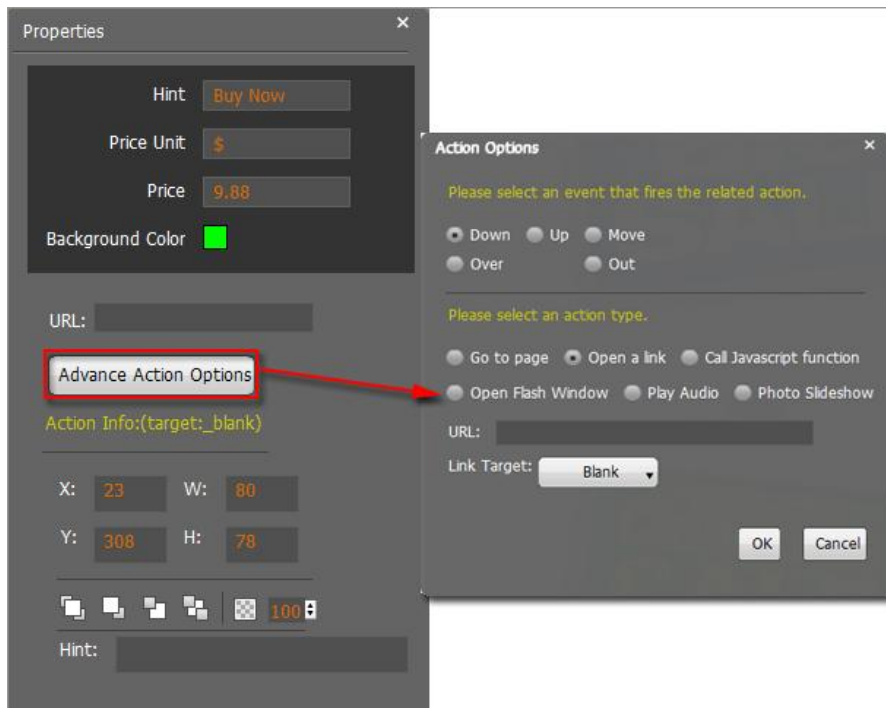 Properties
Hint Buy Now
Price Unit $
Price 9.88
Background Color
URL:
Advance Action Options
Action Info:(target:_blank)
X: 23 W: 80
Y: 308 H: 78
100
Hint:
Action Options
Please select an event that fires the related action.
Down Up Move
Over Out
Please select an action type.
Go to page Open a link Call Javascript function
Open Flash Window Play Audio Photo Slideshow
URL:
Link Target: Blank
OK Cancel